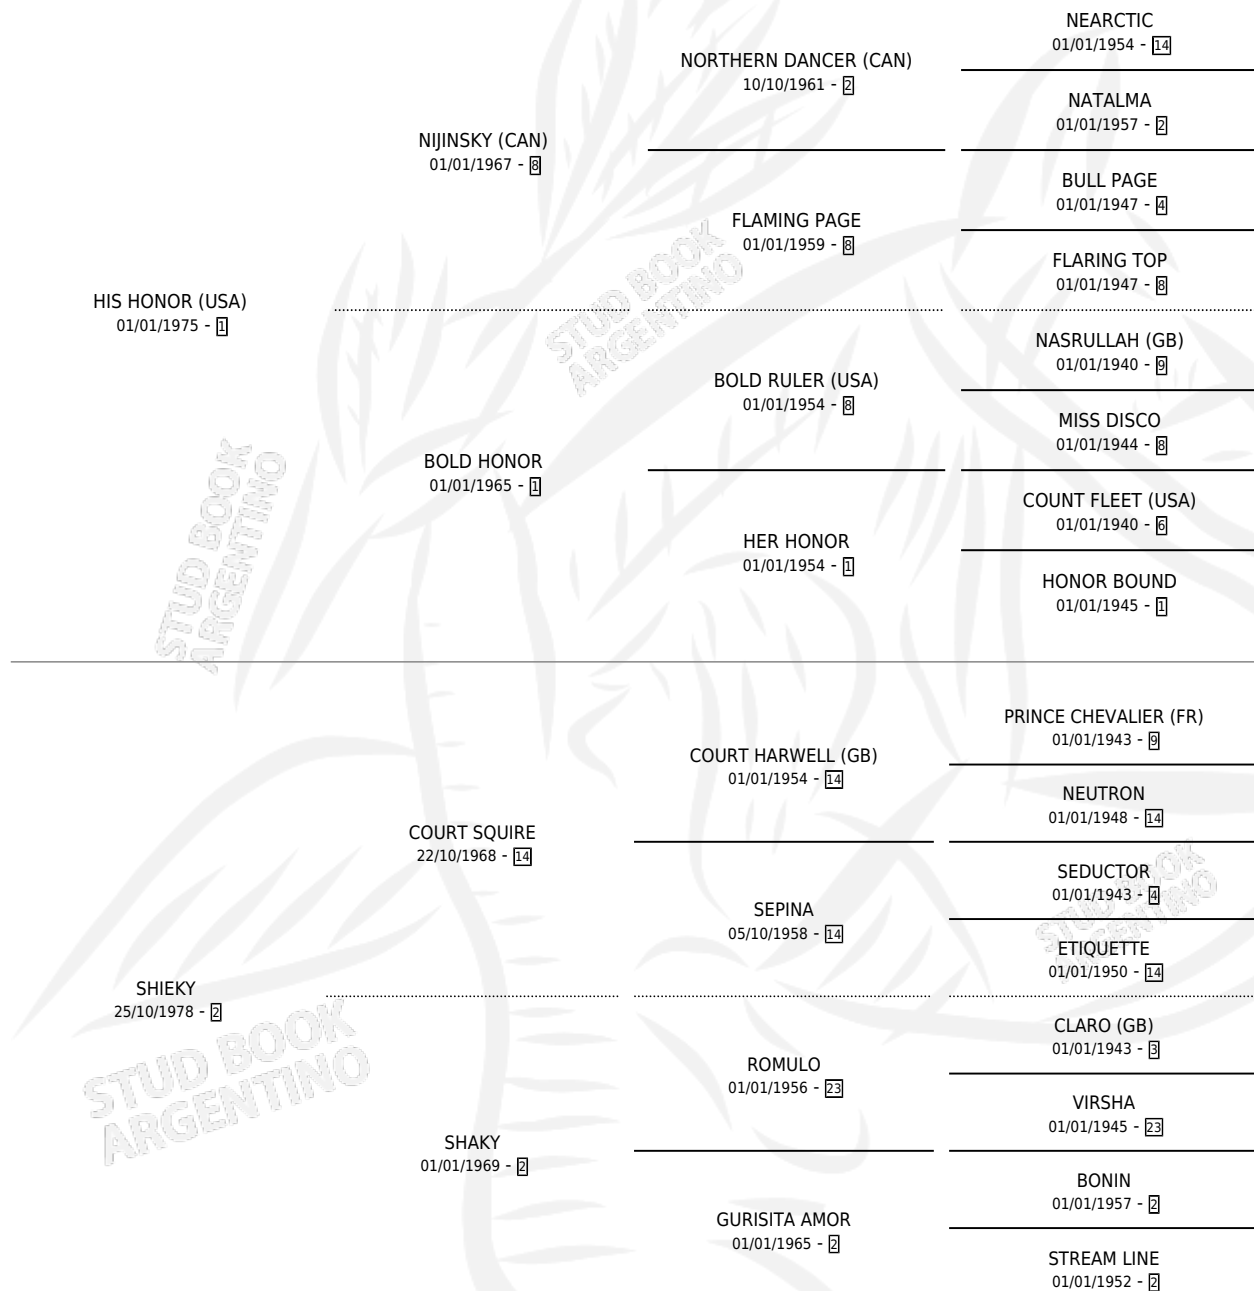 NEARCTIC
01/01/1954 - 14
NORTHERN DANCER (CAN)
10/10/1961 - 2
NATALMA
01/01/1957 - 2
NIJINSKY (CAN)
01/01/1967 - 8
BULL PAGE
01/01/1947 - 4
FLAMING PAGE
01/01/1959 - 8
FLARING TOP
01/01/1947 - 8
HIS HONOR (USA)
01/01/1975 - 1
STUD BOOK
ARGENTINO
NASRULLAH (GB)
01/01/1940 - 9
BOLD RULER (USA)
01/01/1954 - 8
MISS DISCO
01/01/1944 - 8
BOLD HONOR
01/01/1965 - 1
COUNT FLEET (USA)
01/01/1940 - 6
HER HONOR
01/01/1954 - 1
HONOR BOUND
01/01/1945 - 1
STUD BOOK
ARGENTINO
PRINCE CHEVALIER (FR)
01/01/1943 - 9
COURT HARWELL (GB)
01/01/1954 - 14
NEUTRON
01/01/1948 - 14
COURT SQUIRE
22/10/1968 - 14
SEDUCTOR
01/01/1943 - 4
SEPINA
05/10/1958 - 14
ETIQUETTE
01/01/1950 - 14
STUD BOOK
ARGENTINO
SHIEKY
25/10/1978 - 2
CLARO (GB)
01/01/1943 - 3
ROMULO
01/01/1956 - 23
VIRSHA
01/01/1945 - 23
STUD BOOK
ARGENTINO
SHAKY
01/01/1969 - 2
BONIN
01/01/1957 - 2
GURISITA AMOR
01/01/1965 - 2
STREAM LINE
01/01/1952 - 2